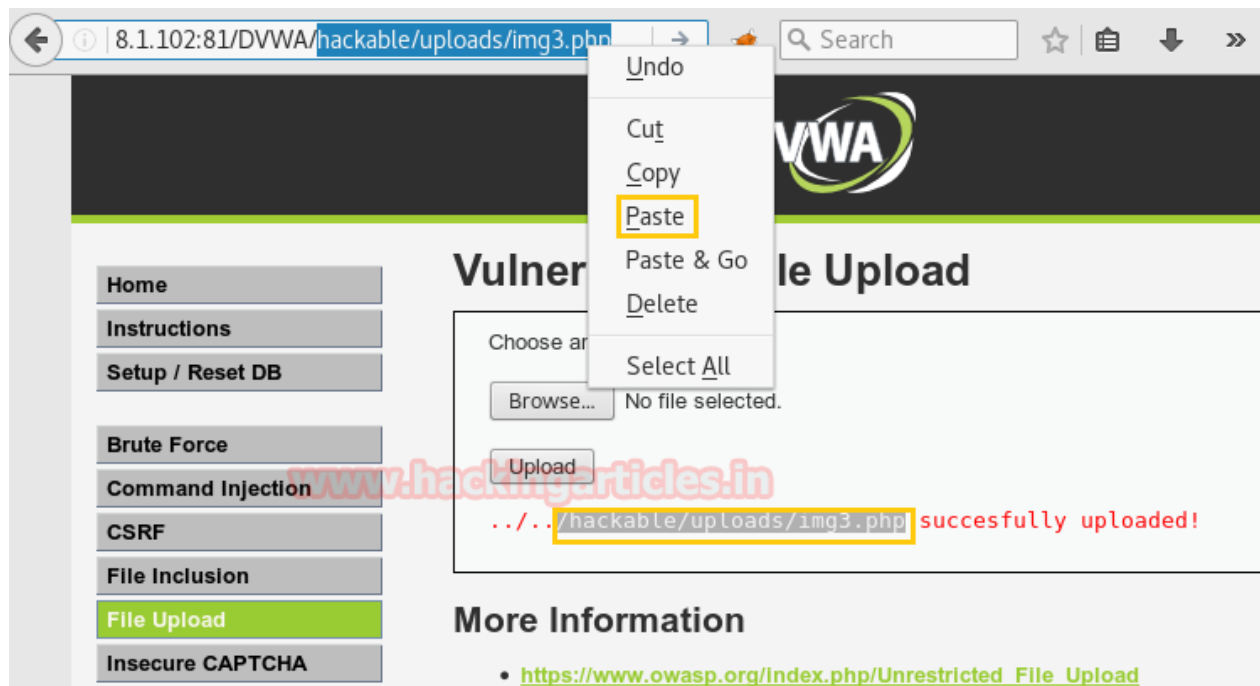 8.1.102:81/DVWA/hackable/uploads/img3.php
Search
Undo
Cut
Copy
Paste
Paste & Go
Delete
Select All
VWA
Home
Instructions
Setup / Reset DB
Brute Force
Command Injection
CSRF
File Inclusion
File Upload
Insecure CAPTCHA
Vulner le Upload
Choose an
Browse... No file selected.
Upload
www.hackingarticles.in
../../hackable/uploads/img3.php succesfully uploaded!
More Information
https://www.owasp.org/index.php/Unrestricted_File_Upload